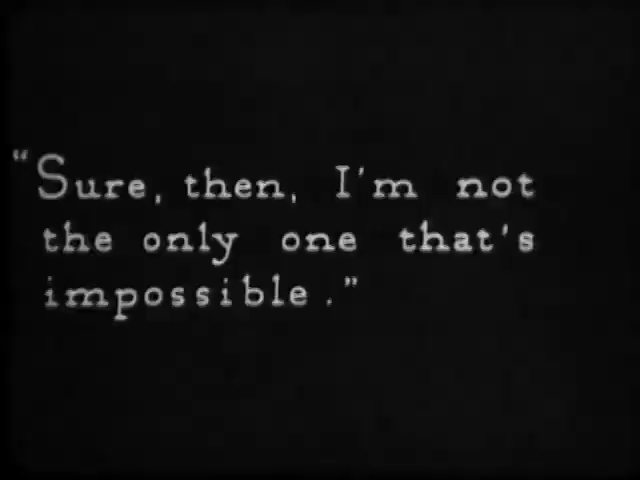 "Sure, then, I'm not
the only one that's
impossible."